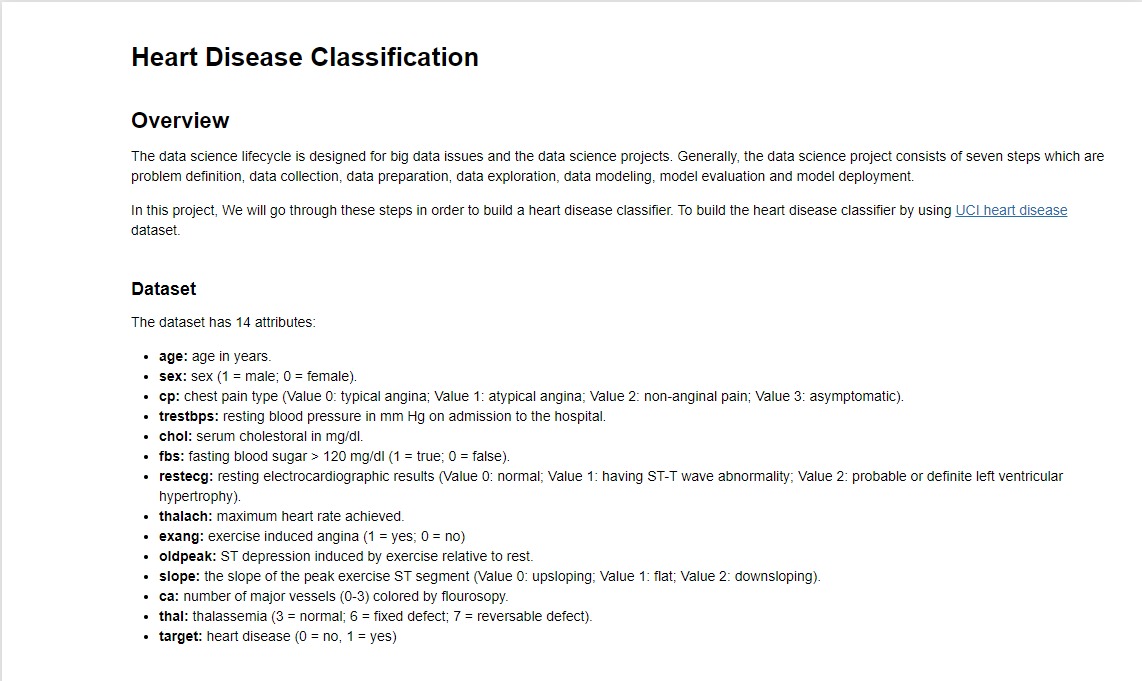 Heart Disease Classification
Overview
The data science lifecycle is designed for big data issues and the data science projects. Generally, the data science project consists of seven steps which are
problem definition, data collection, data preparation, data exploration, data modeling, model evaluation and model deployment.
In this project, We will go through these steps in order to build a heart disease classifier. To build the heart disease classifier by using UCI heart disease
dataset.
Dataset
The dataset has 14 attributes:
• age: age in years.
• sex: sex (1 = male; 0 = female).
• cp: chest pain type (Value 0: typical angina; Value 1: atypical angina; Value 2: non-anginal pain; Value 3: asymptomatic).
• trestbps: resting blood pressure in mm Hg on admission to the hospital.
• chol: serum cholestoral in mg/dl.
• fbs: fasting blood sugar > 120 mg/dl (1 = true; 0 = false).
• restecg: resting electrocardiographic results (Value 0: normal; Value 1: having ST-T wave abnormality; Value 2: probable or definite left ventricular
hypertrophy).
• thalach: maximum heart rate achieved.
• exang: exercise induced angina (1 = yes; 0 = no)
• oldpeak: ST depression induced by exercise relative to rest.
• slope: the slope of the peak exercise ST segment (Value 0: upsloping; Value 1: flat; Value 2: downsloping).
• ca: number of major vessels (0-3) colored by flourosopy.
• thal: thalassemia (3 = normal; 6 = fixed defect; 7 = reversable defect).
• target: heart disease (0 = no, 1 = yes)